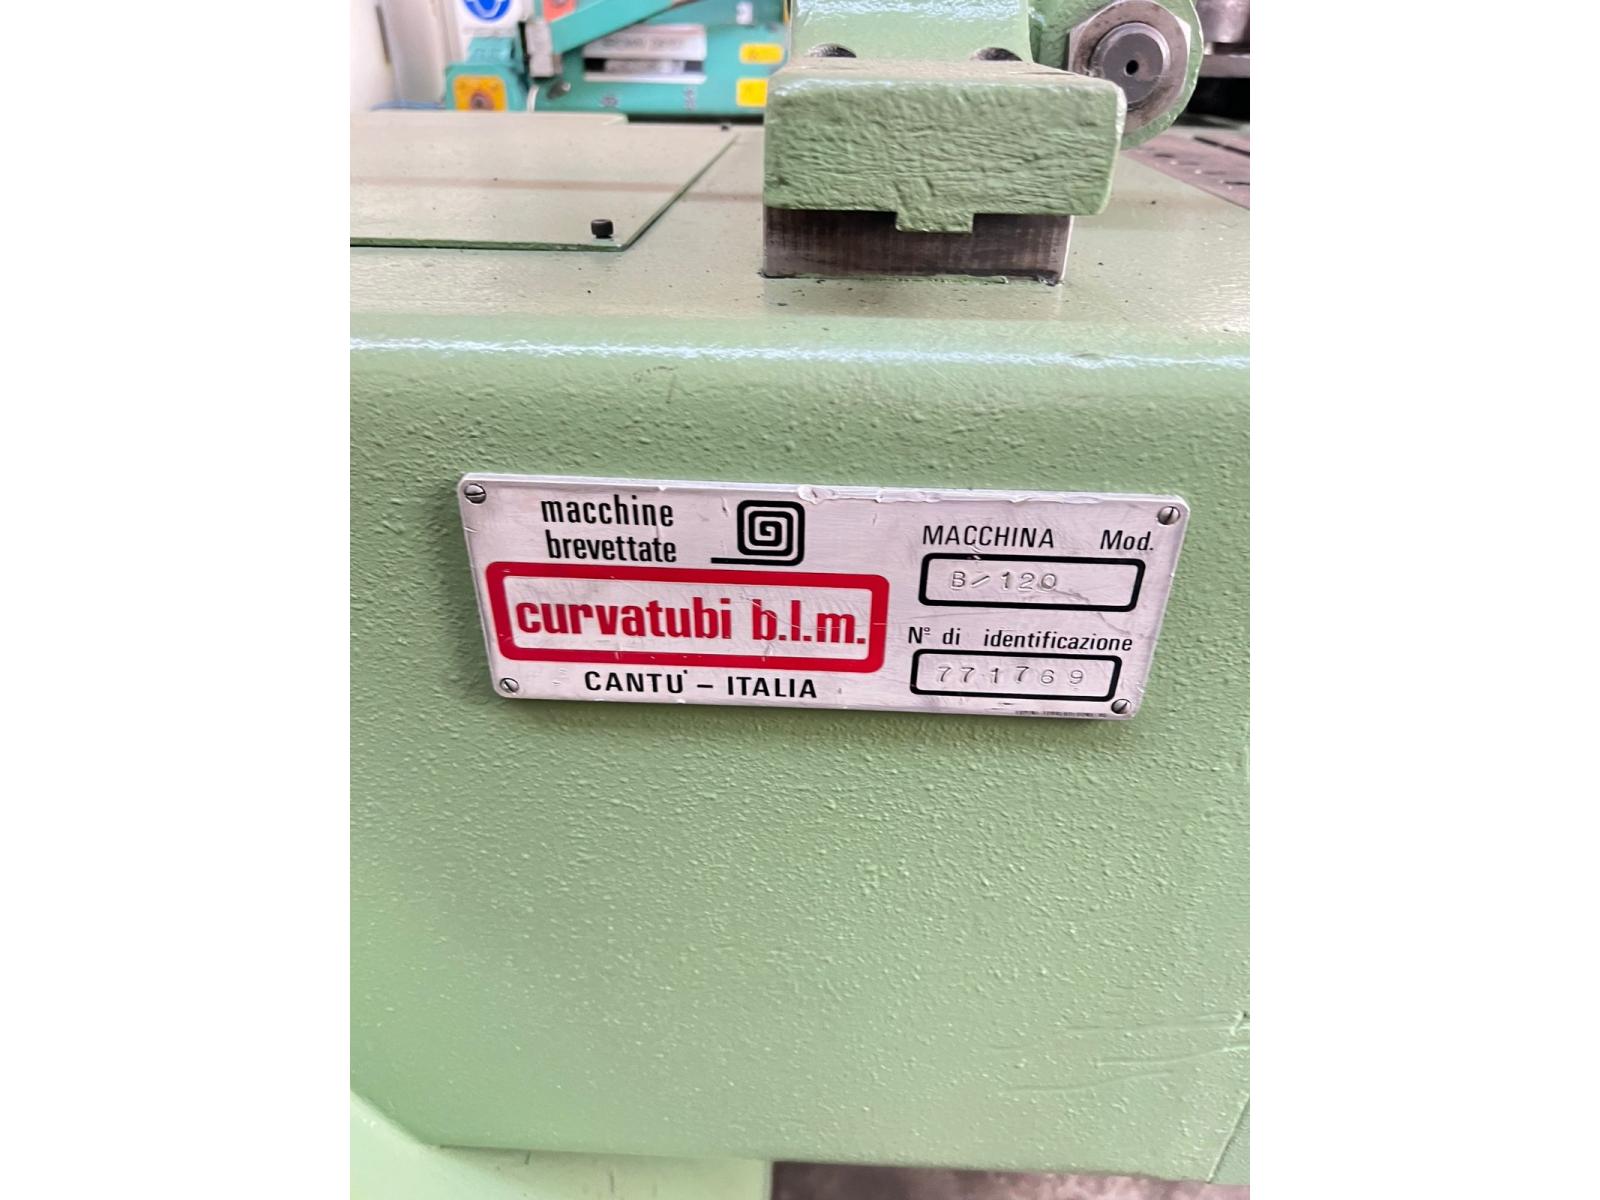 macchine
brevettate
curvatubi b.l.m.
CANTU' – ITALIA
MACCHINA Mod.
B/120
N° di identificazione
771769